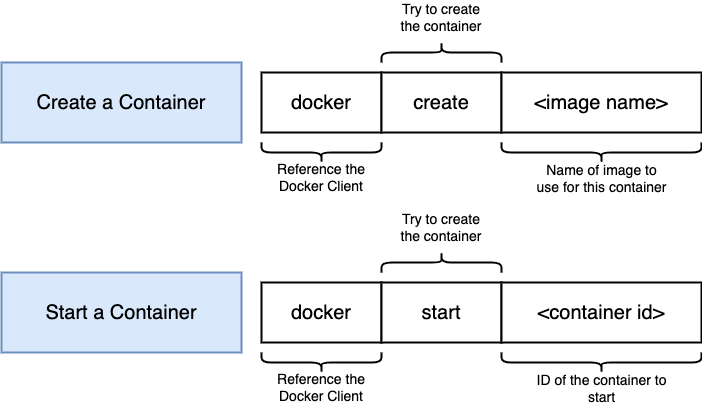 Try to create
the container
Create a Container
docker
create
<image name>
Reference the
Docker Client
Name of image to
use for this container
Try to create
the container
Start a Container
docker
start
<container id>
Reference the
Docker Client
ID of the container to
start